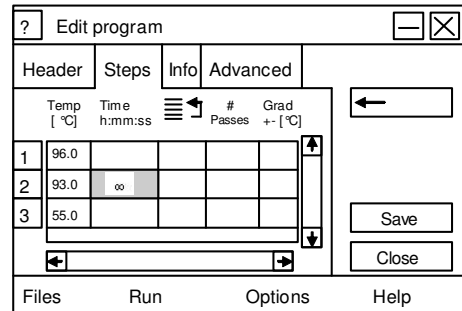 ? Edit program
Header Steps Info Advanced
Temp Time # Grad
[ °C] h:mm:ss Passes +- [ °C]
1 96.0
2 93.0 ∞
3 55.0
Save
Close
Files Run Options Help